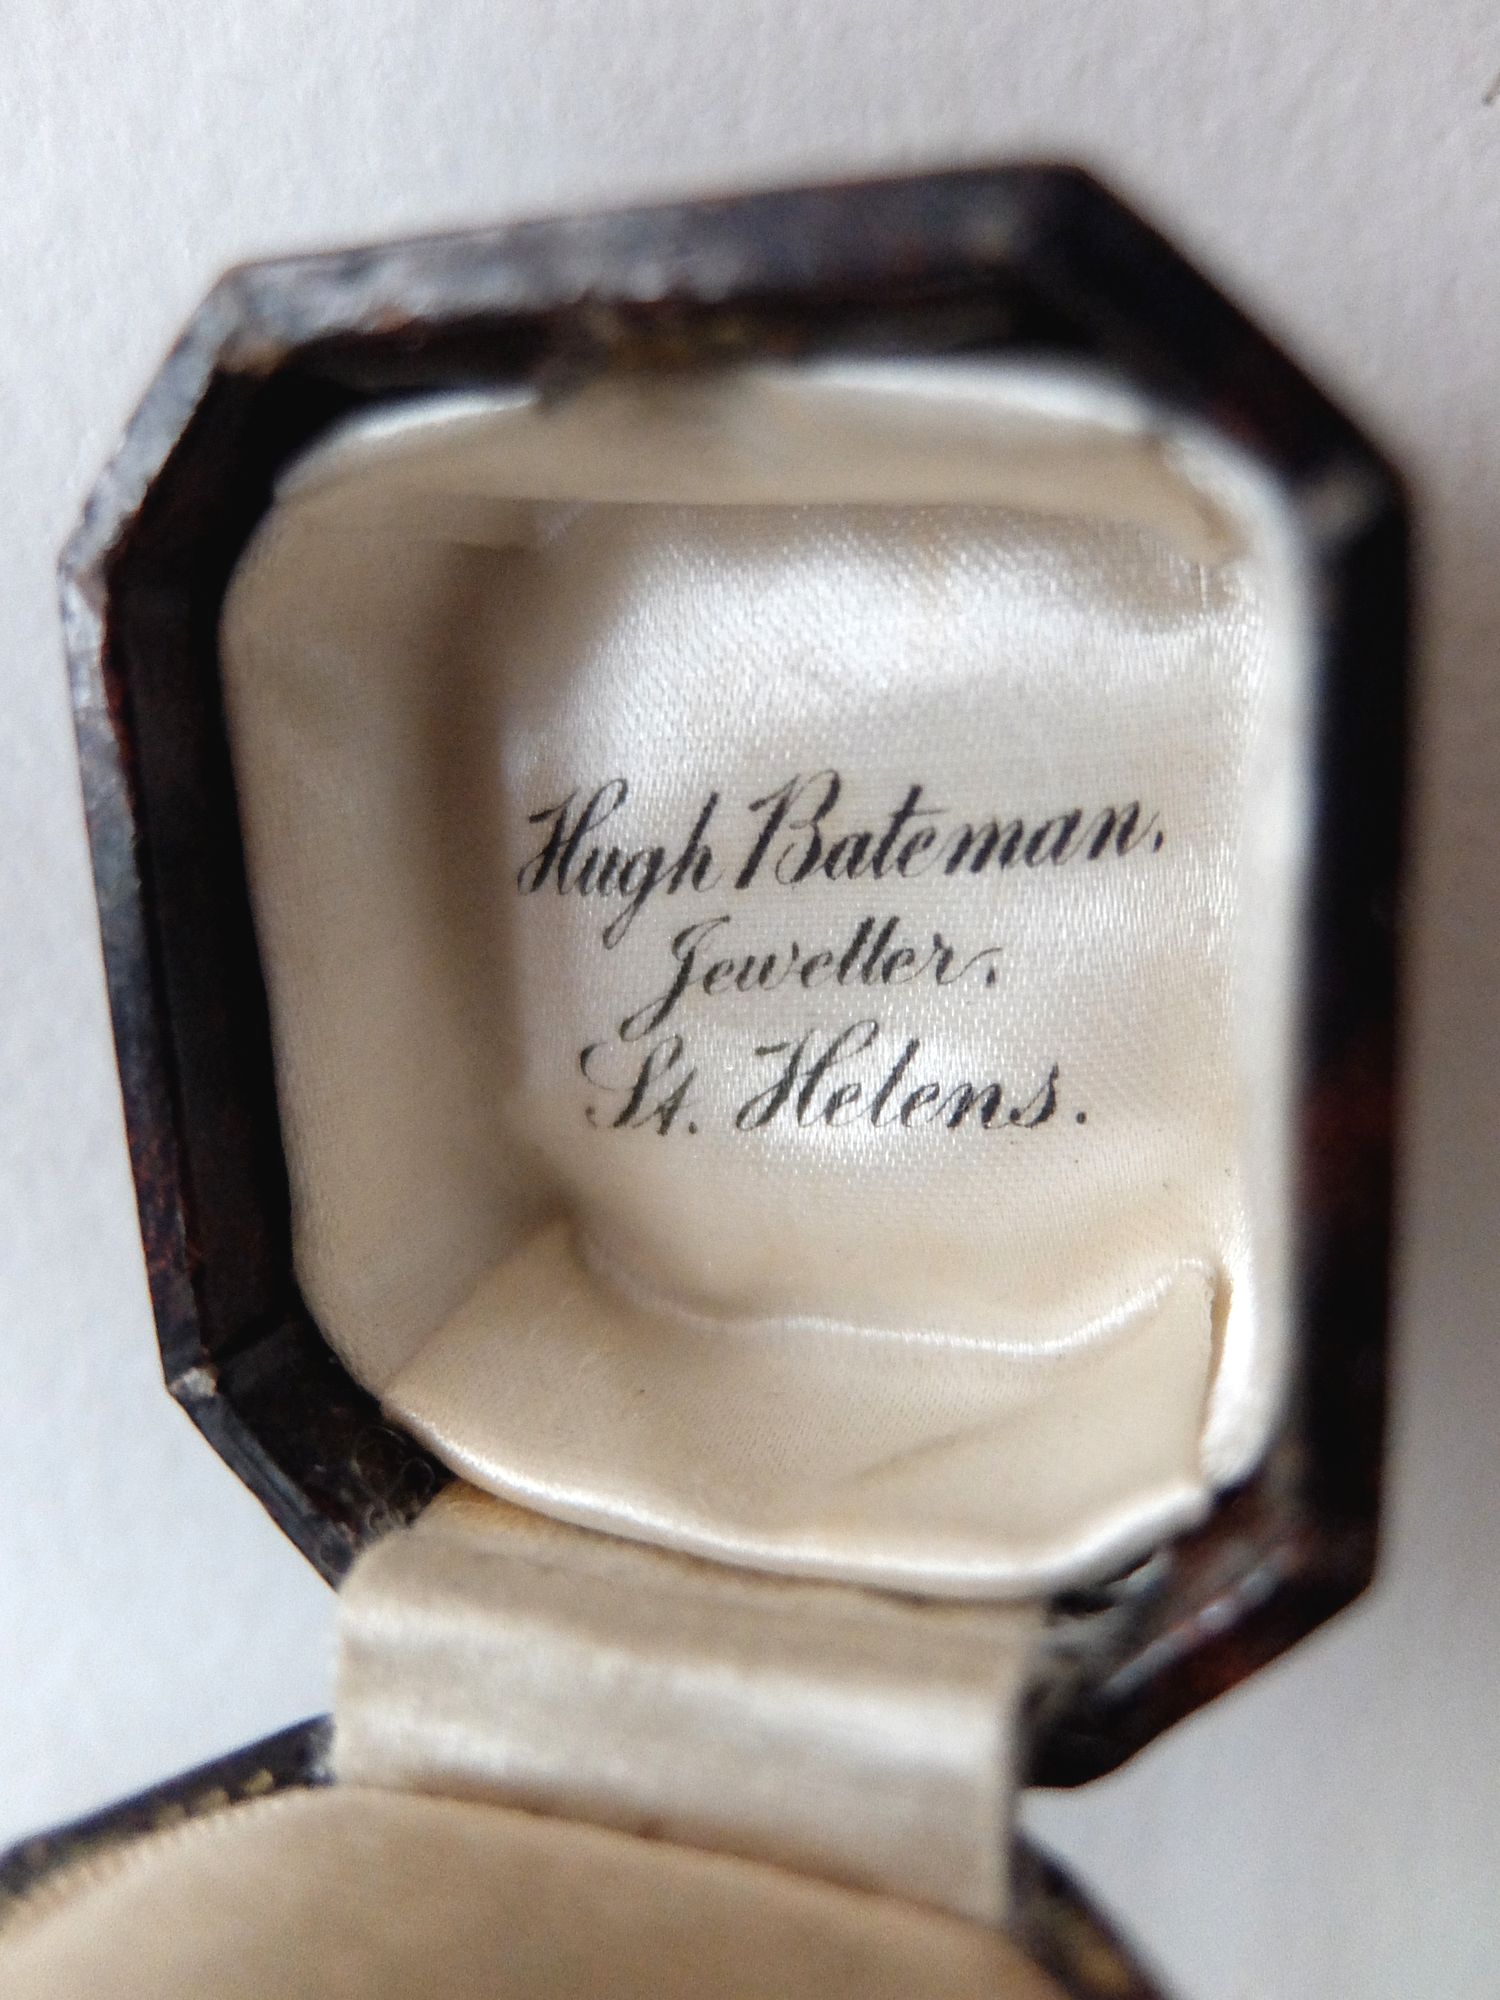 Hugh Bateman.
Jeweller.
St. Helens.